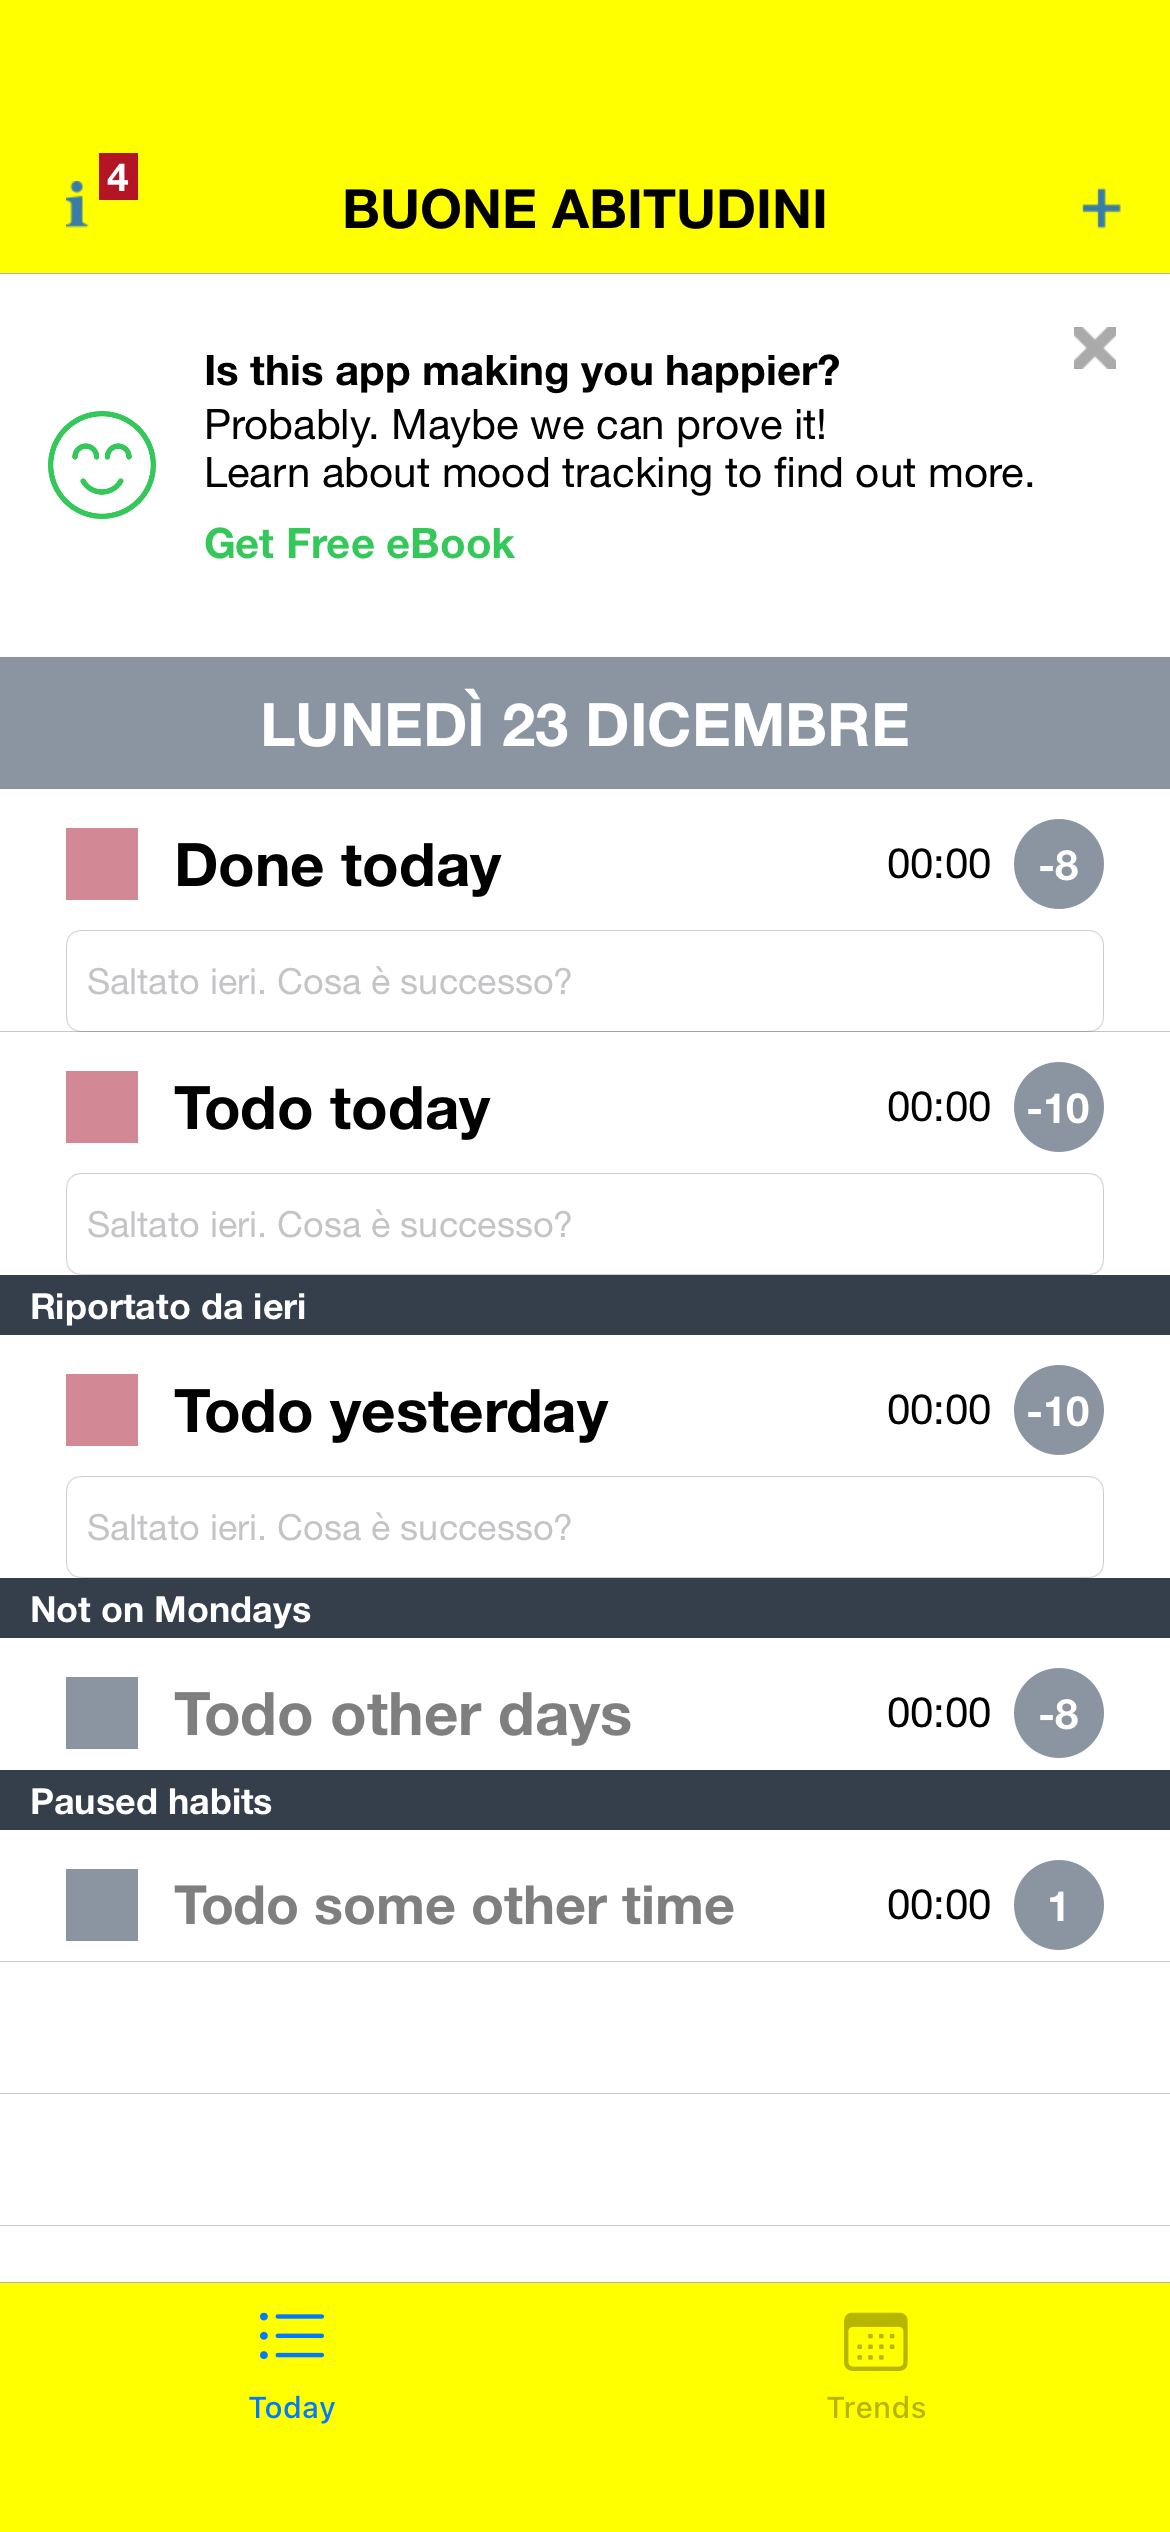 4
BUONE ABITUDINI
Is this app making you happier?
Probably. Maybe we can prove it!
Learn about mood tracking to find out more.
Get Free eBook
LUNEDÌ 23 DICEMBRE
Done today 00:00 -8
Saltato ieri. Cosa è successo?
Todo today 00:00 -10
Saltato ieri. Cosa è successo?
Riportato da ieri
Todo yesterday 00:00 -10
Saltato ieri. Cosa è successo?
Not on Mondays
Todo other days 00:00 -8
Paused habits
Todo some other time 00:00 1
Today Trends